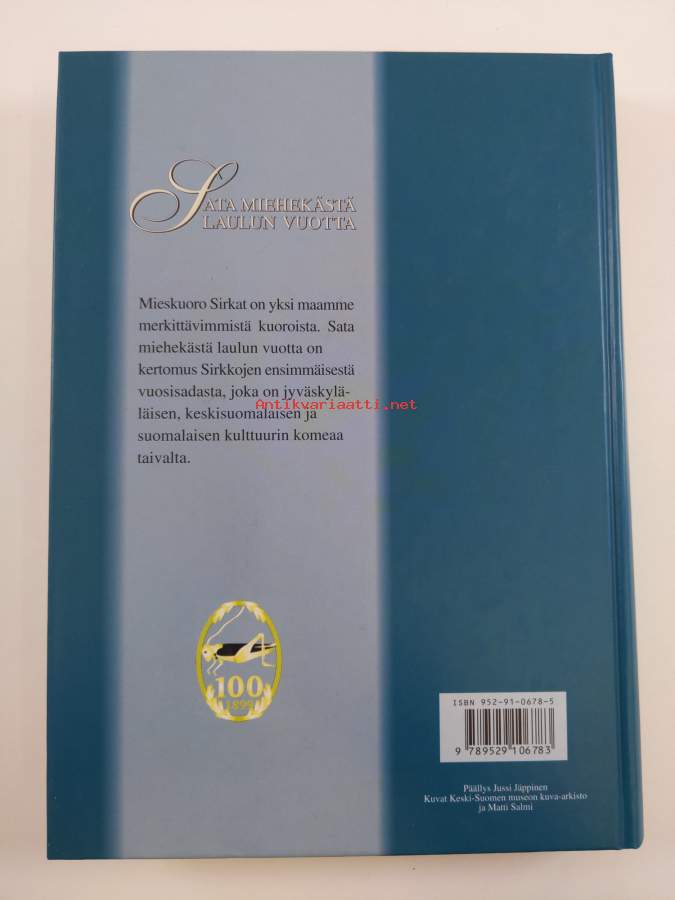 SATA MIEHEKÄSTÄ
LAULUN VUOTTA
Mieskuoro Sirkat on yksi maamme
merkittävimmistä kuoroista. Sata
miehekästä laulun vuotta on
kertomus Sirkkojen ensimmäisestä
vuosisadasta, joka on jyväskylä-
Antikvariaatti.net
läisen, keskisuomalaisen ja
suomalaisen kulttuurin komeaa
taivalta.
100
1899
ISBN 952-91-0678-5
9 789529 106783
Päällys Jussi Jäppinen
Kuvat Keski-Suomen museon kuva-arkisto
ja Matti Salmi